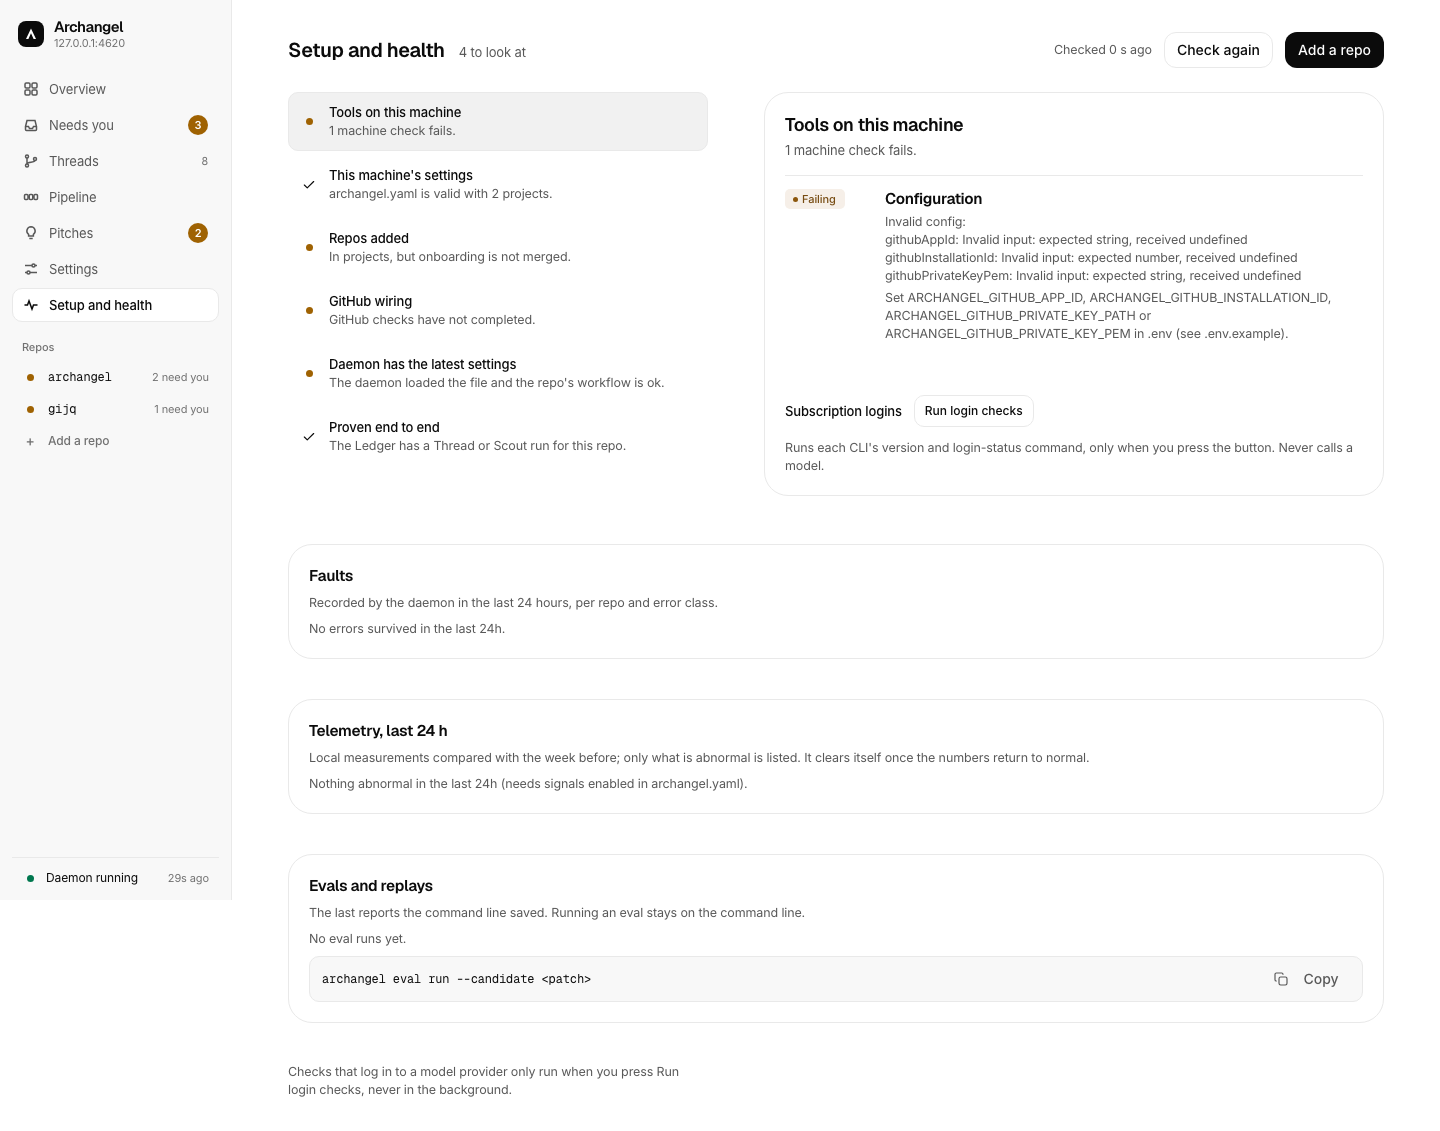 Archangel
127.0.0.1:4620
Overview
Needs you 3
Threads 8
Pipeline
Pitches 2
Settings
Setup and health
Repos
archangel 2 need you
gijq 1 need you
+ Add a repo
Daemon running 29s ago
Setup and health 4 to look at
Checked 0 s ago Check again Add a repo
Tools on this machine
1 machine check fails.
This machine's settings
archangel.yaml is valid with 2 projects.
Repos added
In projects, but onboarding is not merged.
GitHub wiring
GitHub checks have not completed.
Daemon has the latest settings
The daemon loaded the file and the repo's workflow is ok.
Proven end to end
The Ledger has a Thread or Scout run for this repo.
Tools on this machine
1 machine check fails.
Failing Configuration
Invalid config:
githubAppId: Invalid input: expected string, received undefined
githubInstallationId: Invalid input: expected number, received undefined
githubPrivateKeyPem: Invalid input: expected string, received undefined
Set ARCHANGEL_GITHUB_APP_ID, ARCHANGEL_GITHUB_INSTALLATION_ID,
ARCHANGEL_GITHUB_PRIVATE_KEY_PATH or
ARCHANGEL_GITHUB_PRIVATE_KEY_PEM in .env (see .env.example).
Subscription logins Run login checks
Runs each CLI's version and login-status command, only when you press the button. Never calls a
model.
Faults
Recorded by the daemon in the last 24 hours, per repo and error class.
No errors survived in the last 24h.
Telemetry, last 24 h
Local measurements compared with the week before; only what is abnormal is listed. It clears itself once the numbers return to normal.
Nothing abnormal in the last 24h (needs signals enabled in archangel.yaml).
Evals and replays
The last reports the command line saved. Running an eval stays on the command line.
No eval runs yet.
archangel eval run --candidate <patch> Copy
Checks that log in to a model provider only run when you press Run
login checks, never in the background.